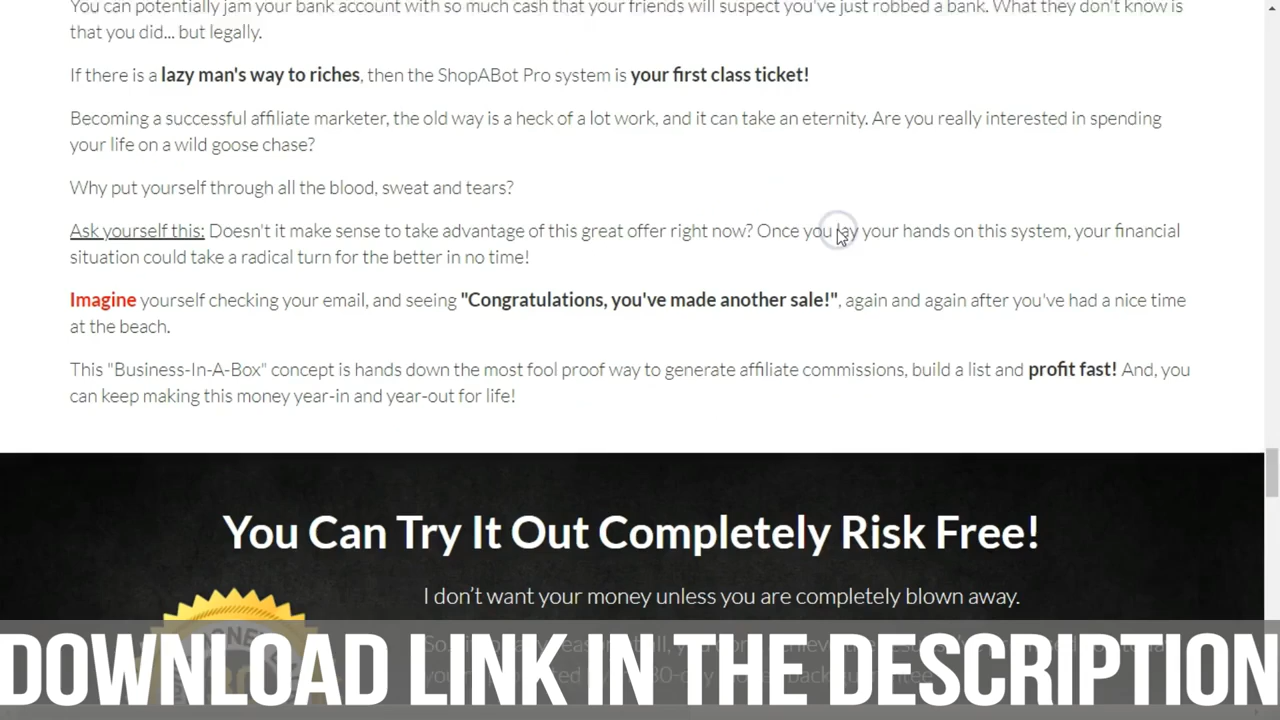 You can potentially jam your bank account with so much cash that your friends will suspect you've just robbed a bank. What they don't know is
that you did... but legally.
If there is a lazy man's way to riches, then the ShopABot Pro system is your first class ticket!
Becoming a successful affiliate marketer, the old way is a heck of a lot work, and it can take an eternity. Are you really interested in spending
your life on a wild goose chase?
Why put yourself through all the blood, sweat and tears?
Ask yourself this: Doesn't it make sense to take advantage of this great offer right now? Once you lay your hands on this system, your financial
situation could take a radical turn for the better in no time!
Imagine yourself checking your email, and seeing "Congratulations, you've made another sale!", again and again after you've had a nice time
at the beach.
This "Business-In-A-Box" concept is hands down the most fool proof way to generate affiliate commissions, build a list and profit fast! And, you
can keep making this money year-in and year-out for life!
You Can Try It Out Completely Risk Free!
I don’t want your money unless you are completely blown away.
DOWNLOAD LINK IN THE DESCRIPTION